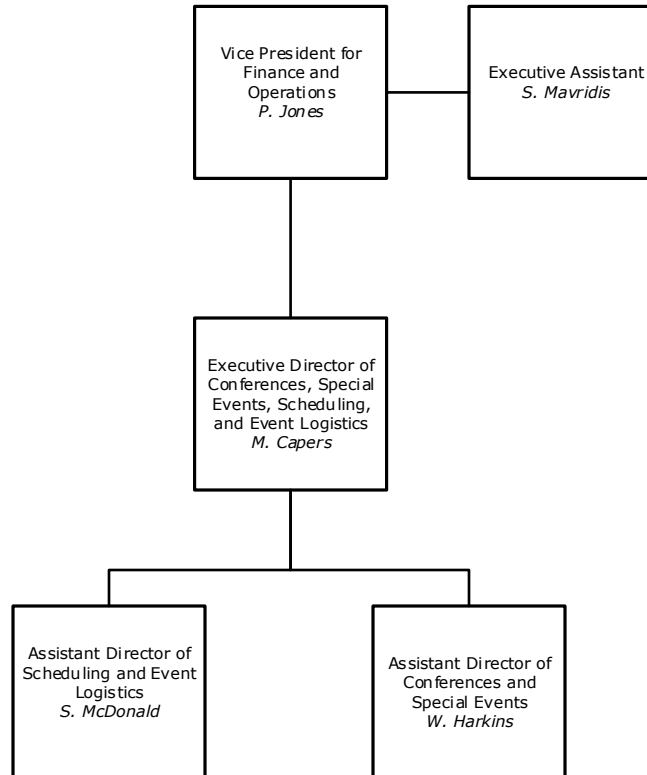 Vice President for
Finance and
Operations
P. Jones
Executive Assistant
S. Mavridis
Executive Director of
Conferences, Special
Events, Scheduling,
and Event Logistics
M. Capers
Assistant Director of
Scheduling and Event
Logistics
S. McDonald
Assistant Director of
Conferences and
Special Events
W. Harkins